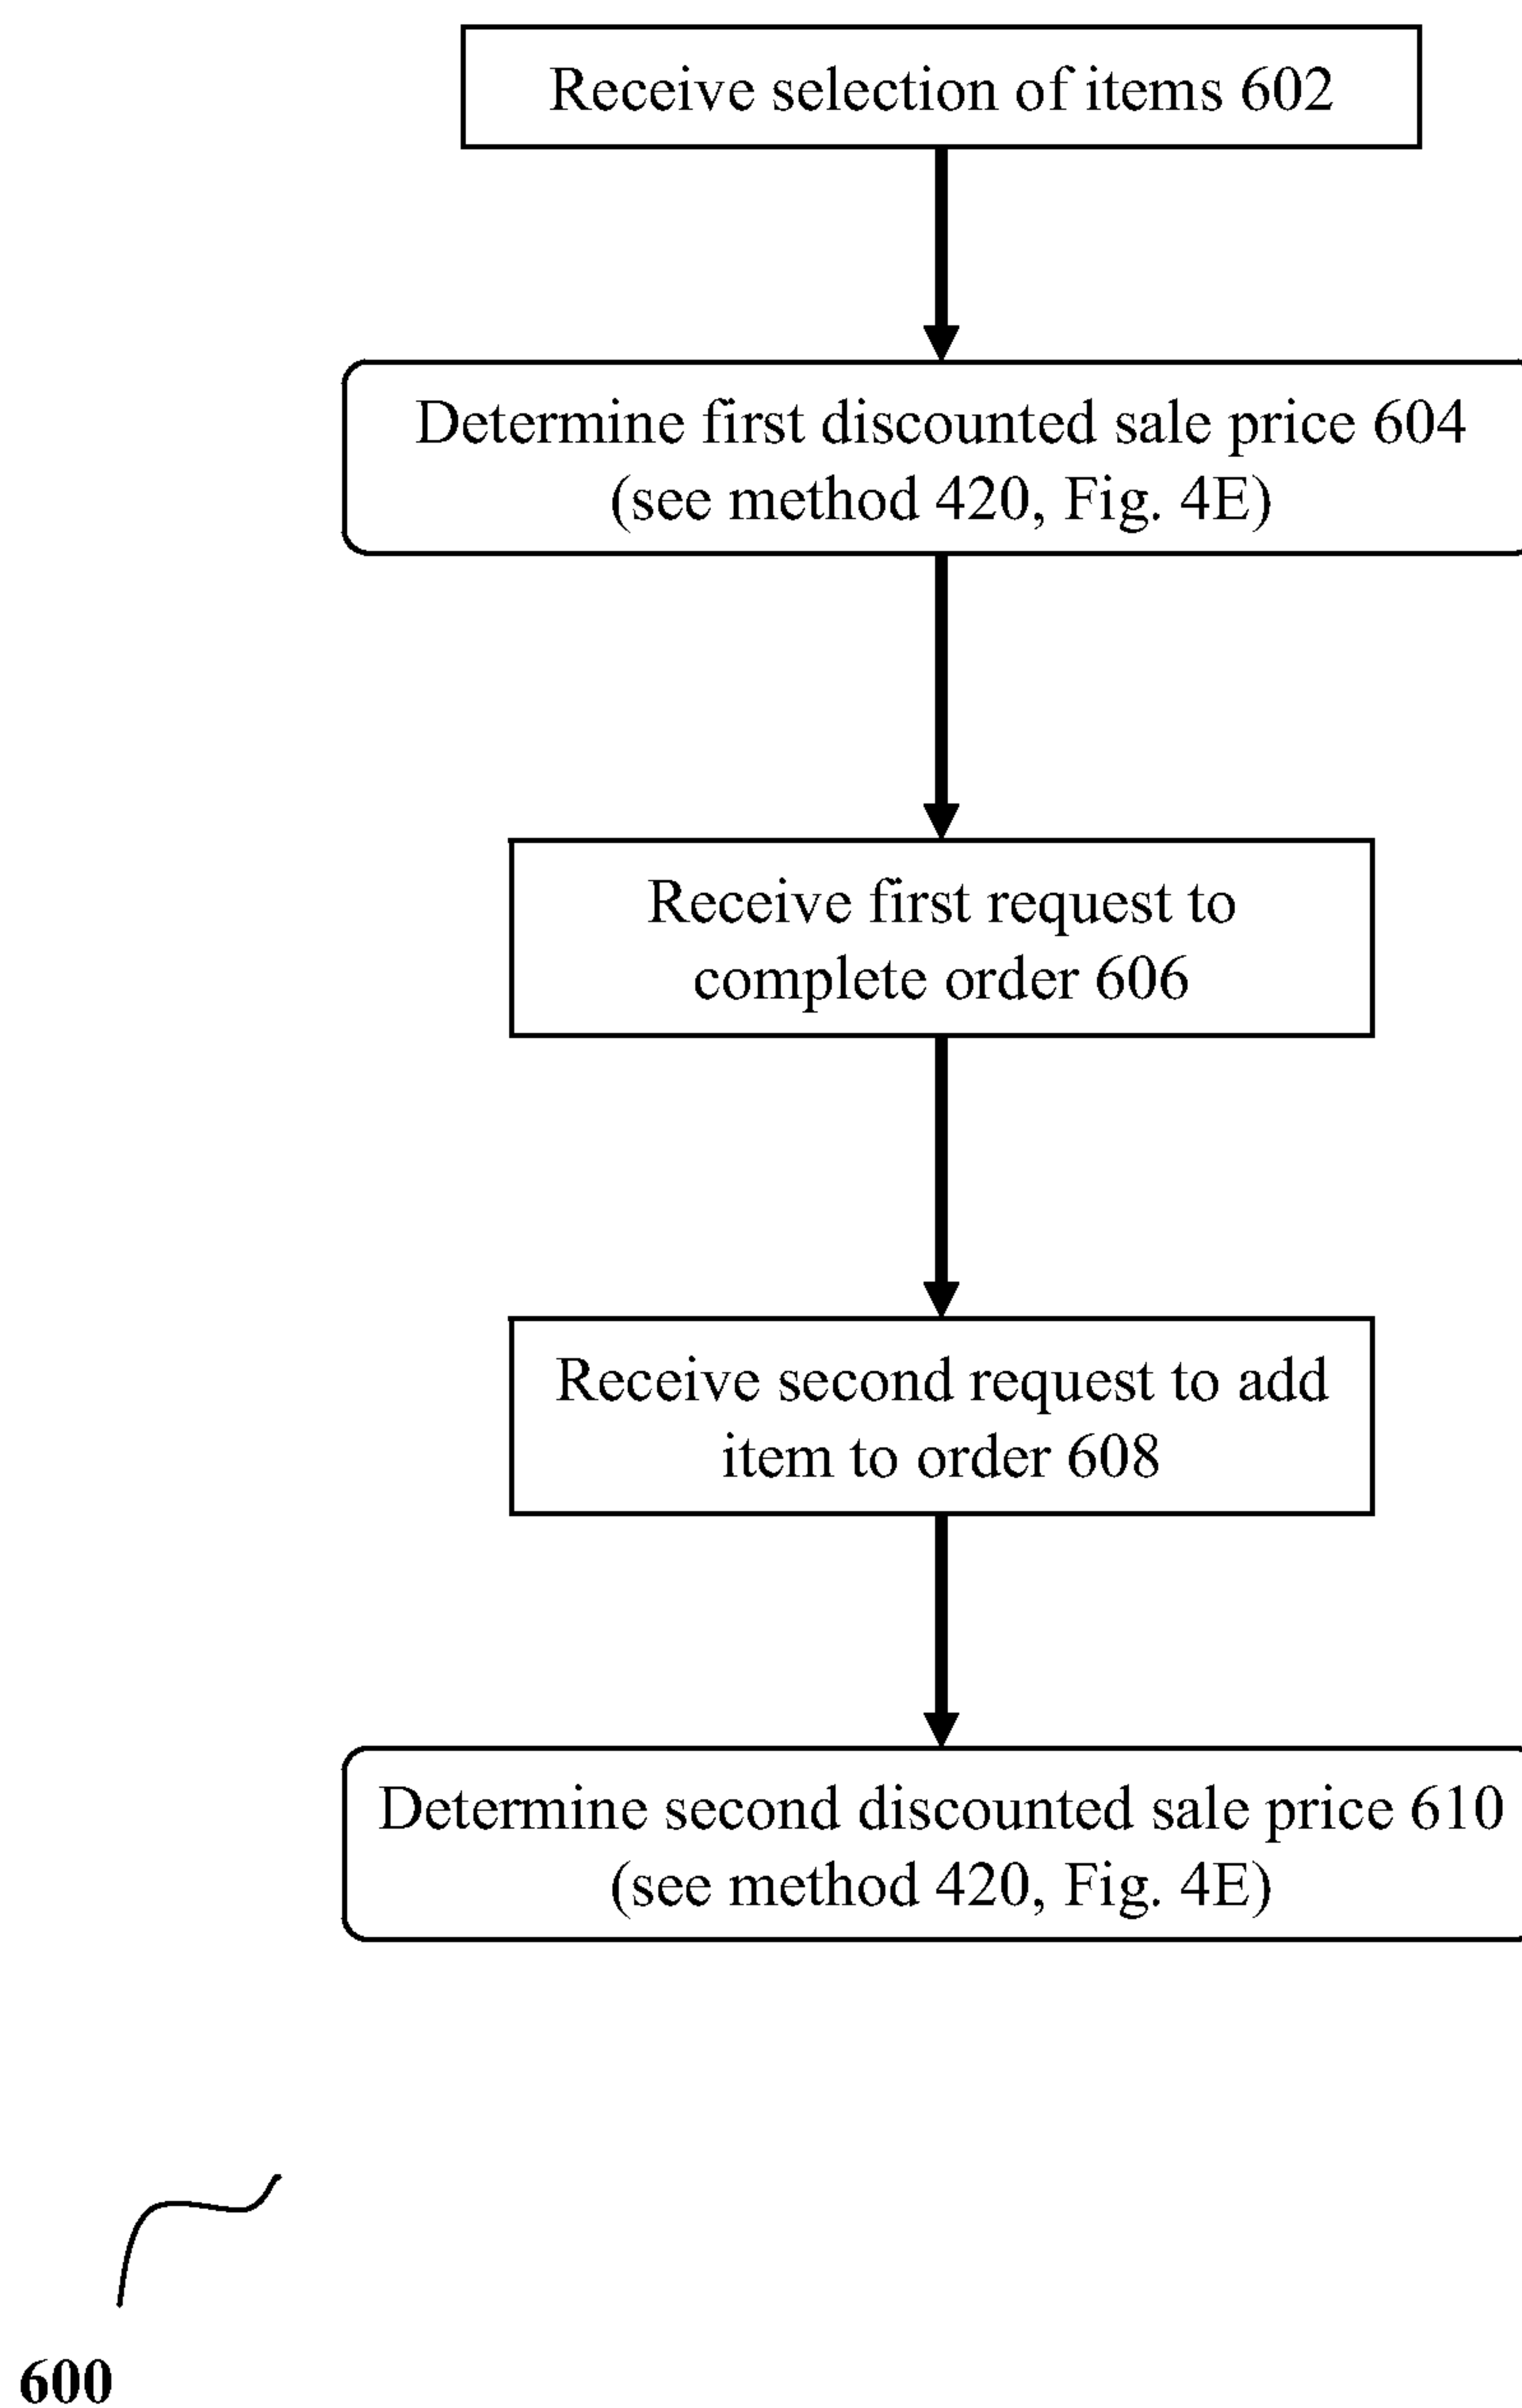 Receive selection of items 602
Determine first discounted sale price 604
(see method 420, Fig. 4E)
Receive first request to
complete order 606
Receive second request to add
item to order 608
Determine second discounted sale price 610
(see method 420, Fig. 4E)
600